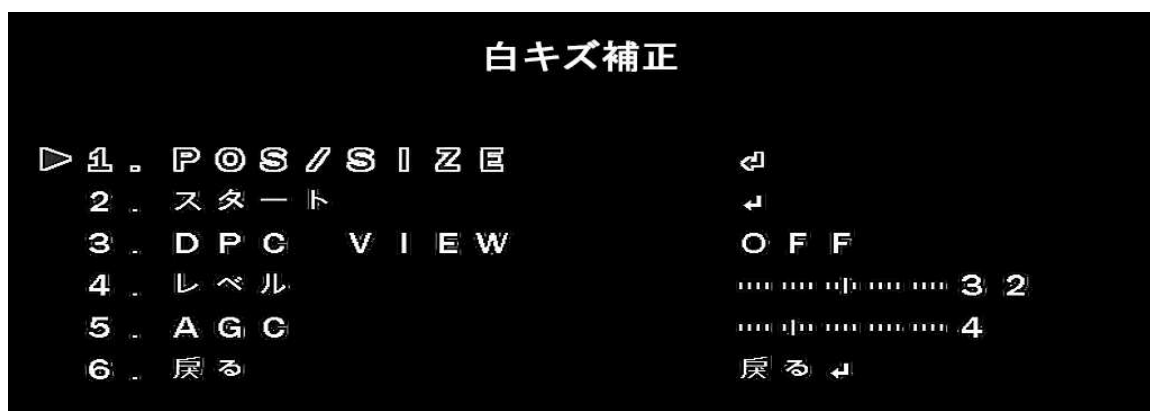 白キズ補正
1. POS/SIZE ↵
2. スタート ↵
3. DPC VIEW OFF
4. レベル 32
5. AGC 4
6. 戻る 戻る ↵